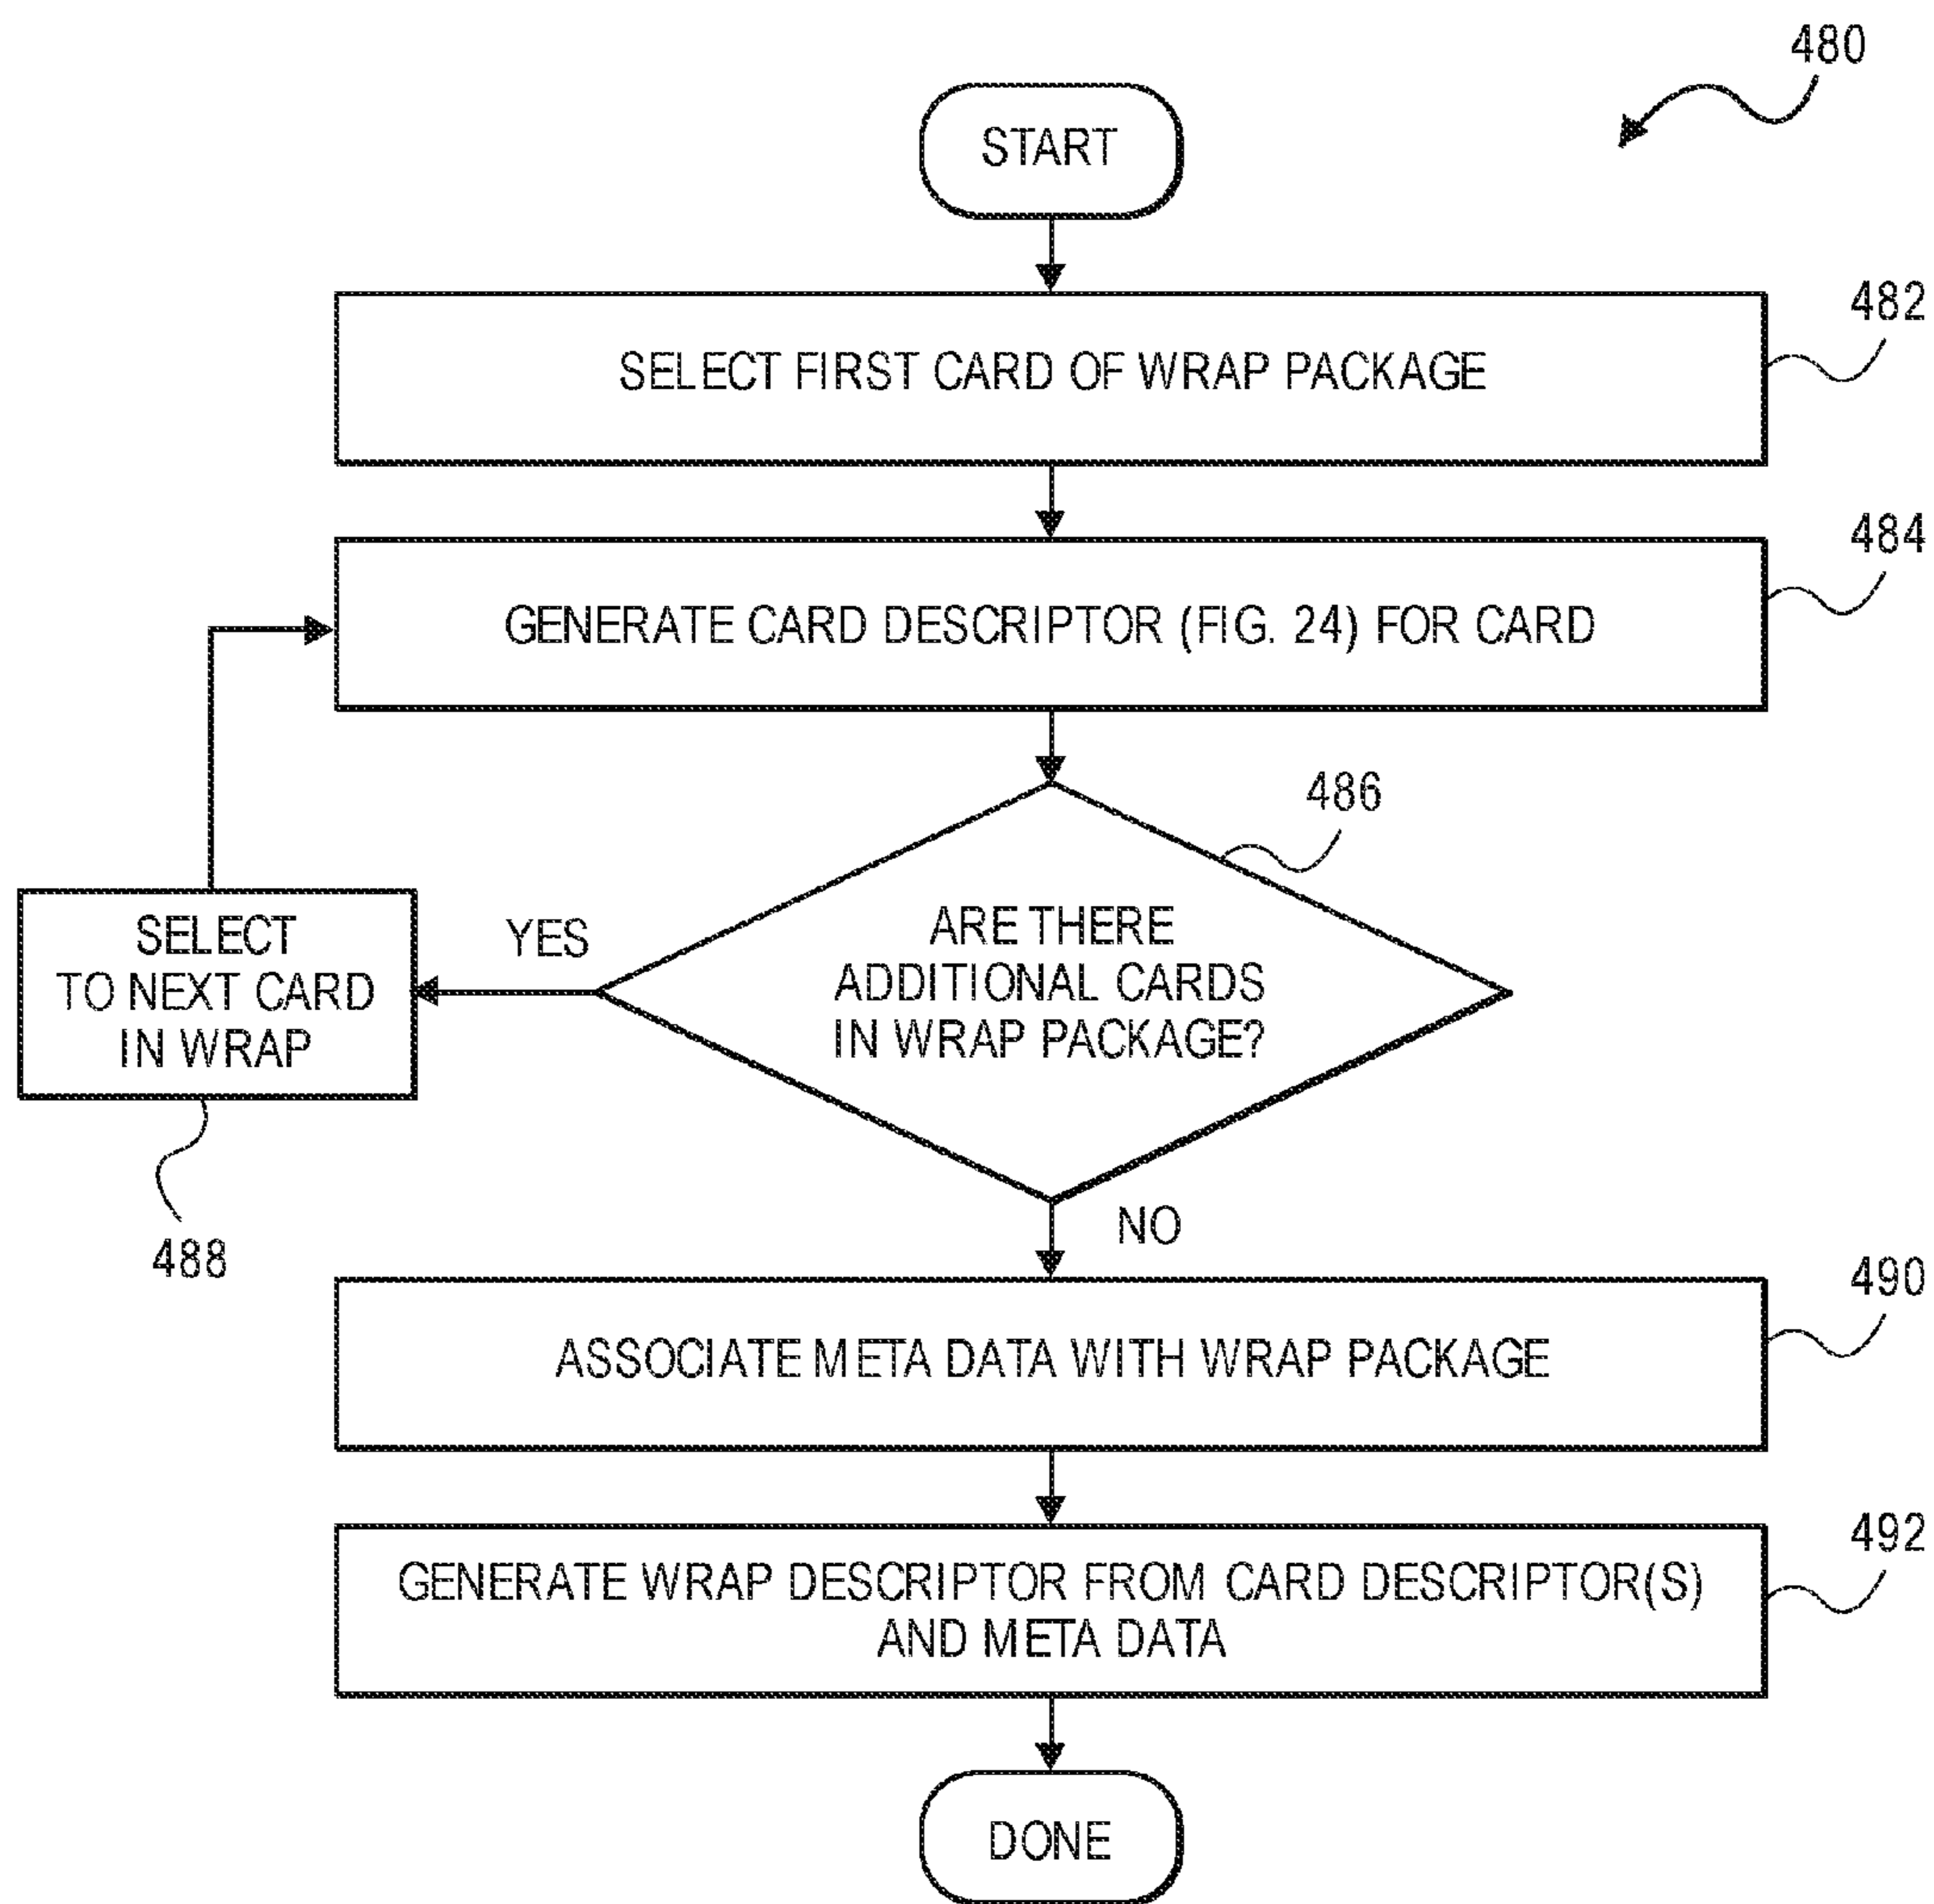 480
START
482
SELECT FIRST CARD OF WRAP PACKAGE
484
GENERATE CARD DESCRIPTOR (FIG. 24) FOR CARD
486
ARE THERE
ADDITIONAL CARDS
IN WRAP PACKAGE?
YES
SELECT
TO NEXT CARD
IN WRAP
488
NO
490
ASSOCIATE META DATA WITH WRAP PACKAGE
492
GENERATE WRAP DESCRIPTOR FROM CARD DESCRIPTOR(S)
AND META DATA
DONE